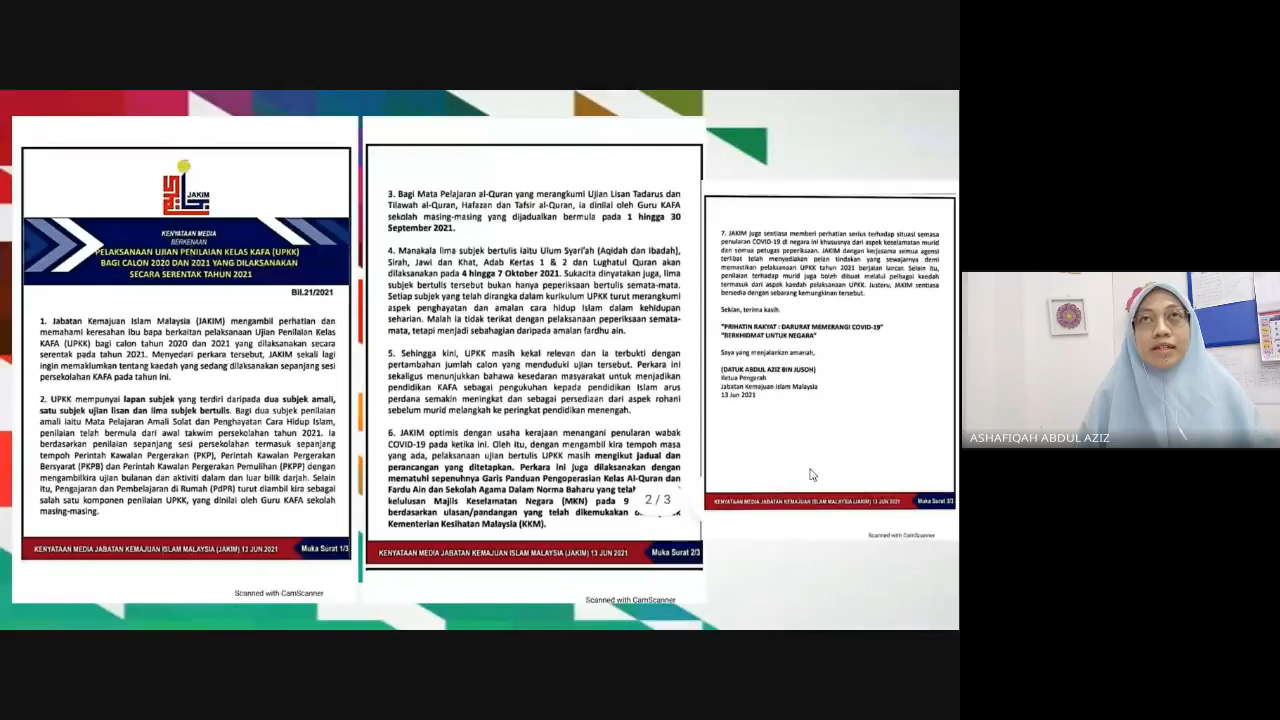 JAKIM
KENYATAAN MEDIA
BERKENAAN
PELAKSANAAN UJIAN PENILAIAN KELAS KAFA (UPKK)
BAGI CALON 2020 DAN 2021 YANG DILAKSANAKAN
SECARA SERENTAK TAHUN 2021
Bil.21/2021
1. Jabatan Kemajuan Islam Malaysia (JAKIM) mengambil perhatian dan
memahami keresahan ibu bapa berkaitan pelaksanaan Ujian Penilaian Kelas
KAFA (UPKK) bagi calon tahun 2020 dan 2021 yang dilaksanakan secara
serentak pada tahun 2021. Menyedari perkara tersebut, JAKIM sekali lagi
ingin memaklumkan tentang kaedah yang sedang dilaksanakan sepanjang sesi
persekolahan KAFA pada tahun ini.
2. UPKK mempunyai lapan subjek yang terdiri daripada dua subjek amali,
satu subjek ujian lisan dan lima subjek bertulis. Bagi dua subjek penilaian
amali iaitu Mata Pelajaran Amali Solat dan Penghayatan Cara Hidup Islam,
penilaian telah bermula dari awal takwim persekolahan tahun 2021. Ia
berdasarkan penilaian sepanjang sesi persekolahan termasuk sepanjang
tempoh Perintah Kawalan Pergerakan (PKP), Perintah Kawalan Pergerakan
Bersyarat (PKPB) dan Perintah Kawalan Pergerakan Pemulihan (PKPP) dengan
mengambilkira ujian bulanan dan aktiviti dalam dan luar bilik darjah. Selain
itu, Pengajaran dan Pembelajaran di Rumah (PdPR) turut diambil kira sebagai
salah satu komponen penilaian UPKK, yang dinilai oleh Guru KAFA sekolah
masing-masing.
KENYATAAN MEDIA JABATAN KEMAJUAN ISLAM MALAYSIA (JAKIM) 13 JUN 2021 Muka Surat 1/3
Scanned with CamScanner
3. Bagi Mata Pelajaran al-Quran yang merangkumi Ujian Lisan Tadarus dan
Tilawah al-Quran, Hafazan dan Tafsir al-Quran, ia dinilai oleh Guru KAFA
sekolah masing-masing yang dijadualkan bermula pada 1 hingga 30
September 2021.
4. Manakala lima subjek bertulis iaitu Ulum Syari'ah (Aqidah dan Ibadah),
Sirah, Jawi dan Khat, Adab Kertas 1 & 2 dan Lughatul Quran akan
dilaksanakan pada 4 hingga 7 Oktober 2021. Sukacita dinyatakan juga, lima
subjek bertulis tersebut bukan hanya peperiksaan bertulis semata-mata.
Setiap subjek yang telah dirangka dalam kurikulum UPKK turut merangkumi
aspek penghayatan dan amalan cara hidup Islam dalam kehidupan
seharian. Malah ia tidak terikat dengan pelaksanaan peperiksaan semata-
mata, tetapi menjadi sebahagian daripada amalan fardhu ain.
5. Sehingga kini, UPKK masih kekal relevan dan ia terbukti dengan
pertambahan jumlah calon yang menduduki ujian tersebut. Perkara ini
sekaligus menunjukkan bahawa kesedaran masyarakat untuk menjadikan
pendidikan KAFA sebagai pengukuhan kepada pendidikan Islam arus
perdana semakin meningkat dan sebagai persediaan dari aspek rohani
sebelum murid melangkah ke peringkat pendidikan menengah.
6. JAKIM optimis dengan usaha kerajaan menangani penularan wabak
COVID-19 pada ketika ini. Oleh itu, dengan mengambil kira tempoh masa
yang ada, pelaksanaan ujian bertulis UPKK masih mengikut jadual dan
perancangan yang ditetapkan. Perkara ini juga dilaksanakan dengan
mematuhi sepenuhnya Garis Panduan Pengoperasian Kelas Al-Quran dan
Fardu Ain dan Sekolah Agama Dalam Norma Baharu yang telah
kelulusan Majlis Keselamatan Negara (MKN) pada 9
berdasarkan ulasan/pandangan yang telah dikemukakan
Kementerian Kesihatan Malaysia (KKM).
2 / 3
KENYATAAN MEDIA JABATAN KEMAJUAN ISLAM MALAYSIA (JAKIM) 13 JUN 2021 Muka Surat 2/3
Scanned with CamScanner
7. JAKIM juga sentiasa memberi perhatian serius terhadap situasi semasa
penularan COVID-19 di negara ini khususnya dari aspek keselamatan murid
dan semua petugas peperiksaan. JAKIM dengan kerjasama semua agensi
terlibat telah menyediakan pelan tindakan yang sewajarnya demi
memastikan pelaksanaan UPKK tahun 2021 berjalan lancar. Selain itu,
penilaian terhadap murid juga boleh dibuat melalui pelbagai kaedah
termasuk dari aspek kaedah pelaksanaan UPKK. Justeru, JAKIM sentiasa
bersedia dengan sebarang kemungkinan tersebut.
Sekian, terima kasih.
"PRIHATIN RAKYAT : DARURAT MEMERANGI COVID-19"
"BERKHIDMAT UNTUK NEGARA"
Saya yang menjalankan amanah,
(DATUK ABDUL AZIZ BIN JUSOH)
Ketua Pengarah
Jabatan Kemajuan Islam Malaysia
13 Jun 2021
KENYATAAN MEDIA JABATAN KEMAJUAN ISLAM MALAYSIA (JAKIM) 13 JUN 2021 Muka Surat 3/3
Scanned with CamScanner
ASHAFIQAH ABDUL AZIZ